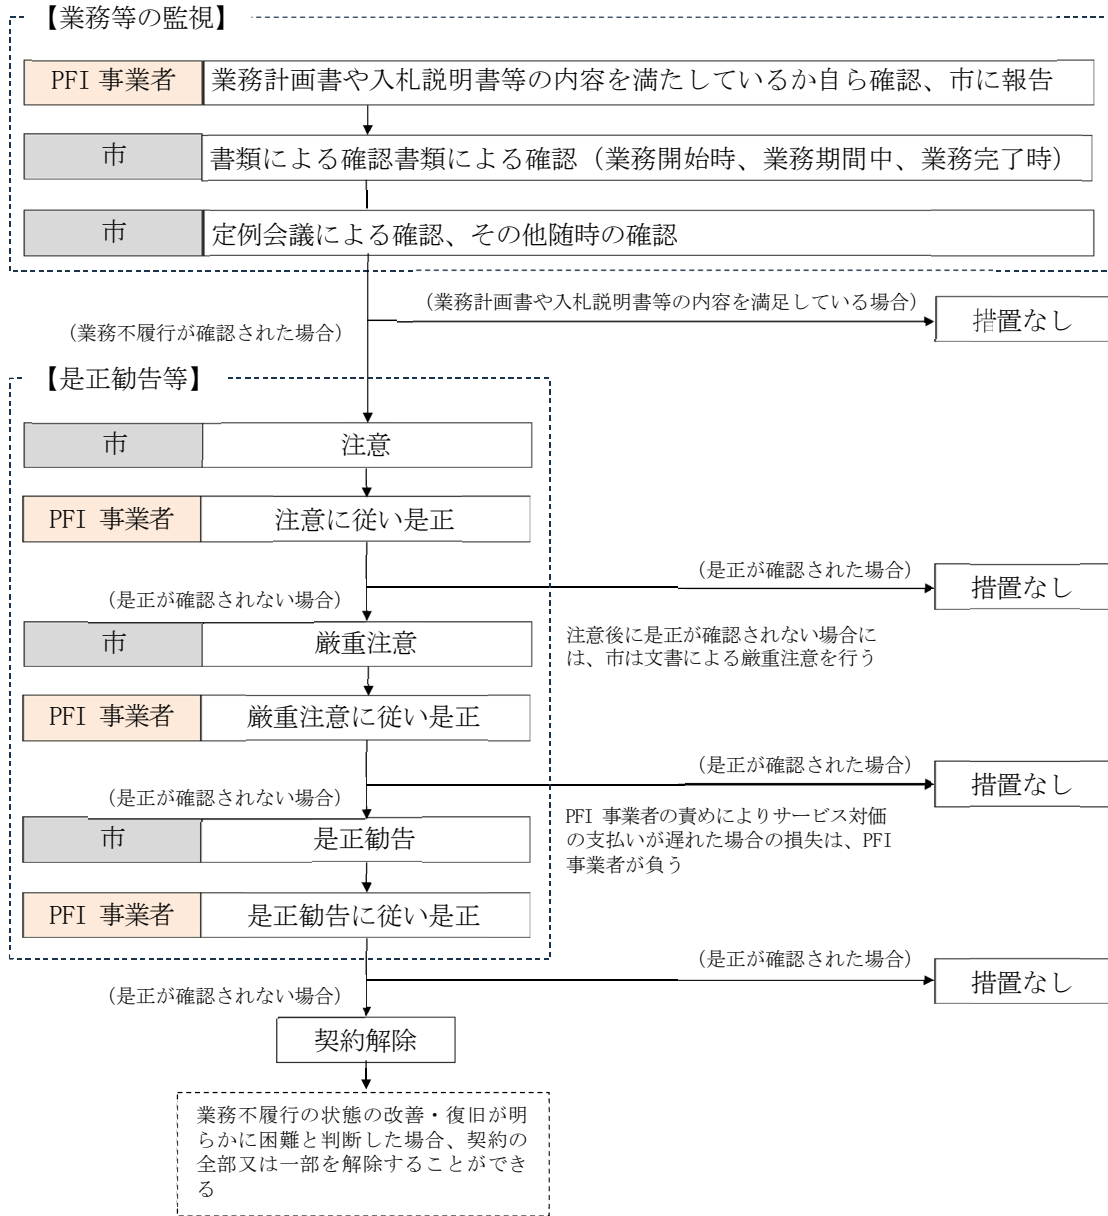 【業務等の監視】
PFI 事業者 業務計画書や入札説明書等の内容を満たしているか自ら確認、市に報告
市 書類による確認書類による確認（業務開始時、業務期間中、業務完了時）
市 定例会議による確認、その他随時の確認
（業務計画書や入札説明書等の内容を満足している場合）
措置なし
（業務不履行が確認された場合）
【是正勧告等】
市 注意
PFI 事業者 注意に従い是正
（是正が確認された場合）
措置なし
（是正が確認されない場合）
市 厳重注意
注意後に是正が確認されない場合に
は、市は文書による厳重注意を行う
PFI 事業者 厳重注意に従い是正
（是正が確認された場合）
措置なし
（是正が確認されない場合）
市 是正勧告
PFI 事業者の責めによりサービス対価
の支払いが遅れた場合の損失は、PFI
事業者が負う
PFI 事業者 是正勧告に従い是正
（是正が確認された場合）
措置なし
（是正が確認されない場合）
契約解除
業務不履行の状態の改善・復旧が明
らかに困難と判断した場合、契約の
全部又は一部を解除することができ
る